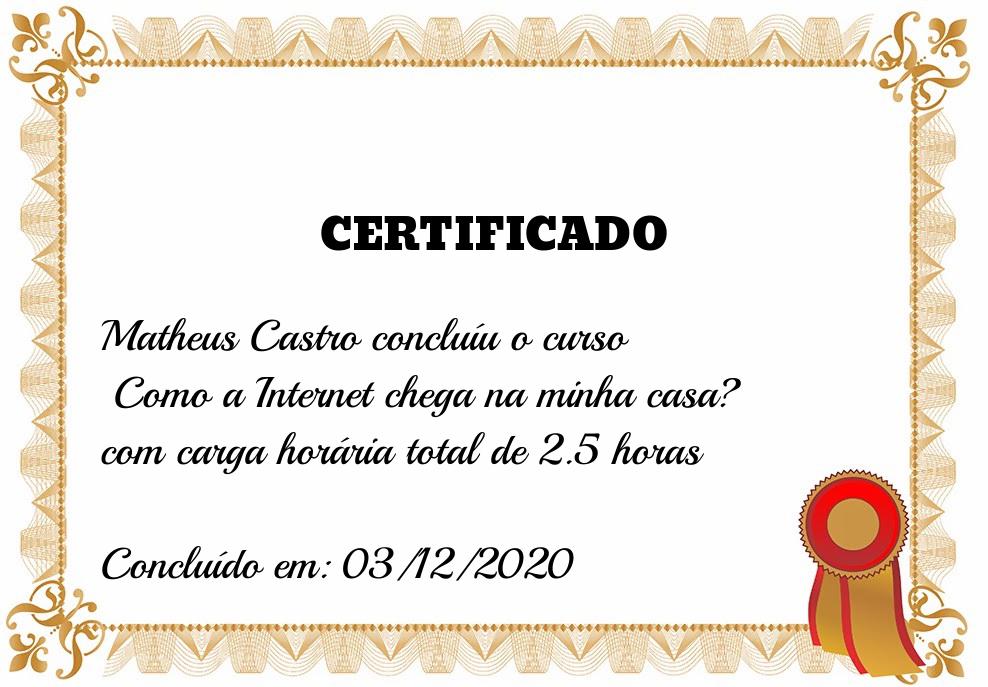 CERTIFICADO
Matheus Castro concluíu o curso
Como a Internet chega na minha casa?
com carga horária total de 2.5 horas
Concluído em: 03/12/2020